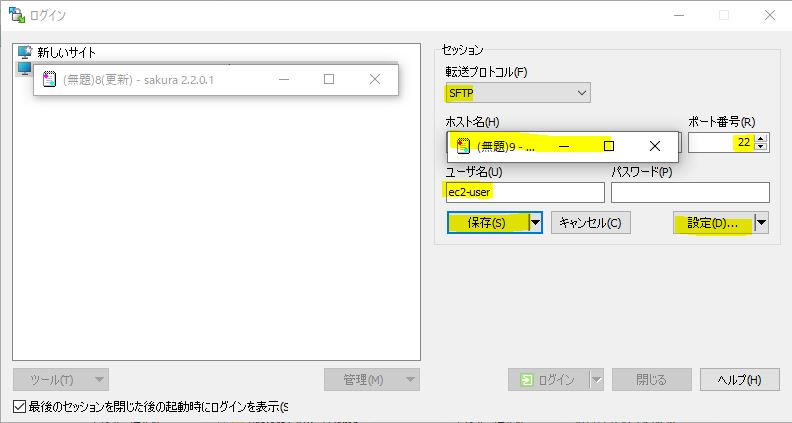 ログイン
新しいサイト
(無題)8(更新) - sakura 2.2.0.1
セッション
転送プロトコル(F)
SFTP
ホスト名(H)
ポート番号(R)
(無題)9 - ...
22
ユーザ名(U)
パスワード(P)
ec2-user
保存(S)
キャンセル(C)
設定(D)...
ツール(T)
管理(M)
ログイン
閉じる
ヘルプ(H)
最後のセッションを閉じた後の起動時にログインを表示(S